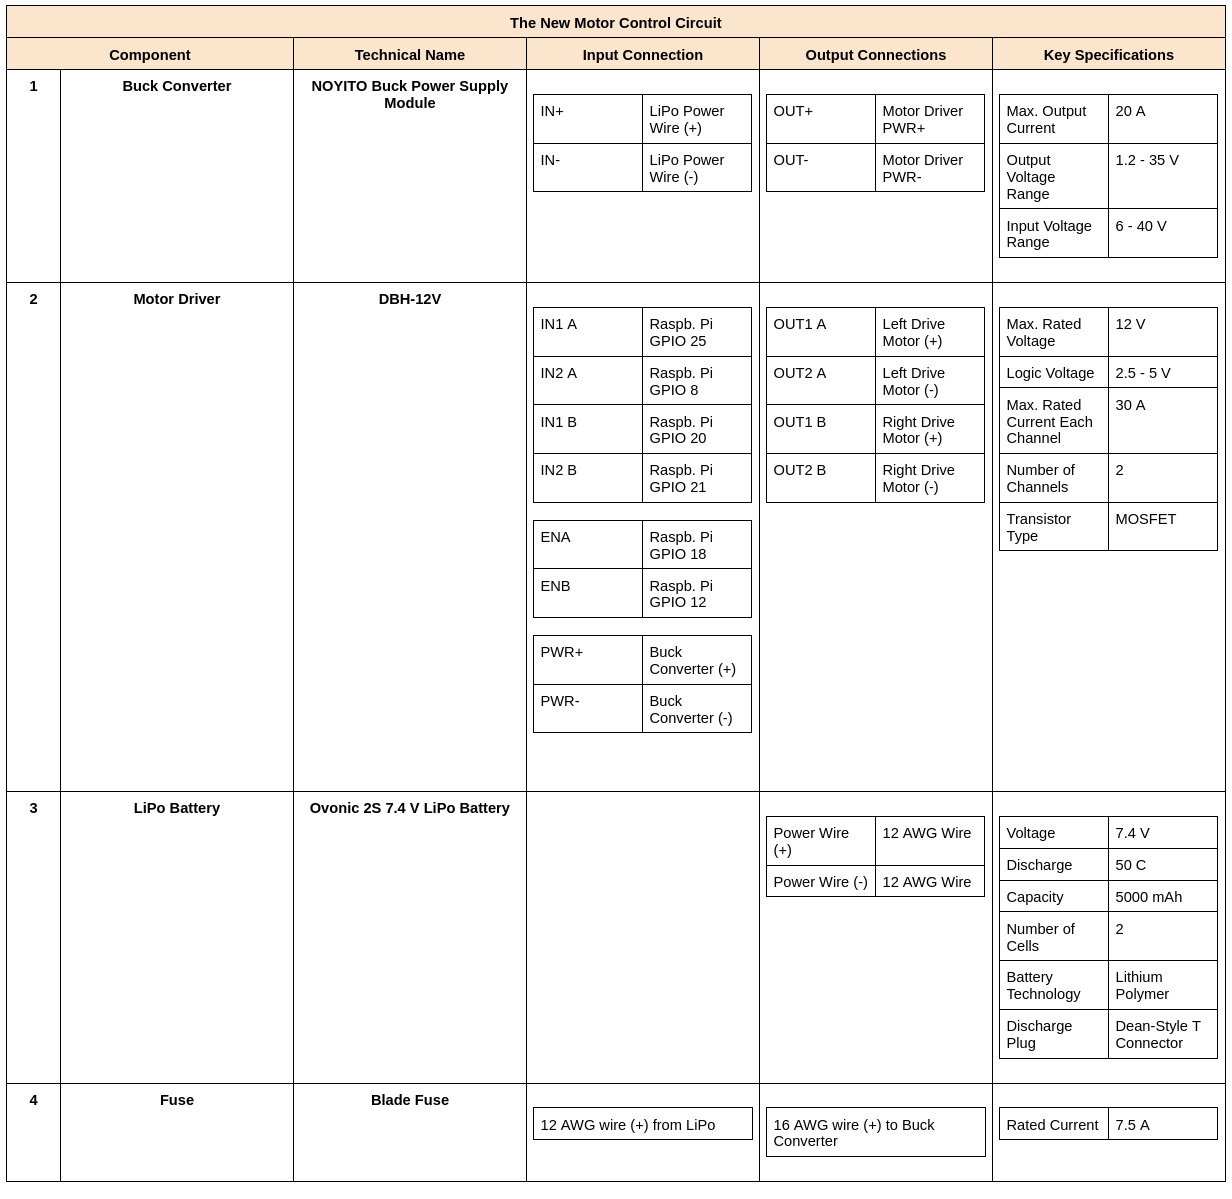 The New Motor Control Circuit
Component Technical Name Input Connection Output Connections Key Specifications
1 Buck Converter NOYITO Buck Power Supply
Module
IN+ LiPo Power
Wire (+)
IN- LiPo Power
Wire (-)
OUT+ Motor Driver
PWR+
OUT- Motor Driver
PWR-
Max. Output
Current
20 A
Output
Voltage
Range
1.2 - 35 V
Input Voltage
Range
6 - 40 V
2 Motor Driver DBH-12V
IN1 A Raspb. Pi
GPIO 25
IN2 A Raspb. Pi
GPIO 8
IN1 B Raspb. Pi
GPIO 20
IN2 B Raspb. Pi
GPIO 21
ENA Raspb. Pi
GPIO 18
ENB Raspb. Pi
GPIO 12
PWR+ Buck
Converter (+)
PWR- Buck
Converter (-)
OUT1 A Left Drive
Motor (+)
OUT2 A Left Drive
Motor (-)
OUT1 B Right Drive
Motor (+)
OUT2 B Right Drive
Motor (-)
Max. Rated
Voltage
12 V
Logic Voltage 2.5 - 5 V
Max. Rated
Current Each
Channel
30 A
Number of
Channels
2
Transistor
Type
MOSFET
3 LiPo Battery Ovonic 2S 7.4 V LiPo Battery
Power Wire
(+)
12 AWG Wire
Power Wire (-) 12 AWG Wire
Voltage 7.4 V
Discharge 50 C
Capacity 5000 mAh
Number of
Cells
2
Battery
Technology
Lithium
Polymer
Discharge
Plug
Dean-Style T
Connector
4 Fuse Blade Fuse
12 AWG wire (+) from LiPo
16 AWG wire (+) to Buck
Converter
Rated Current 7.5 A